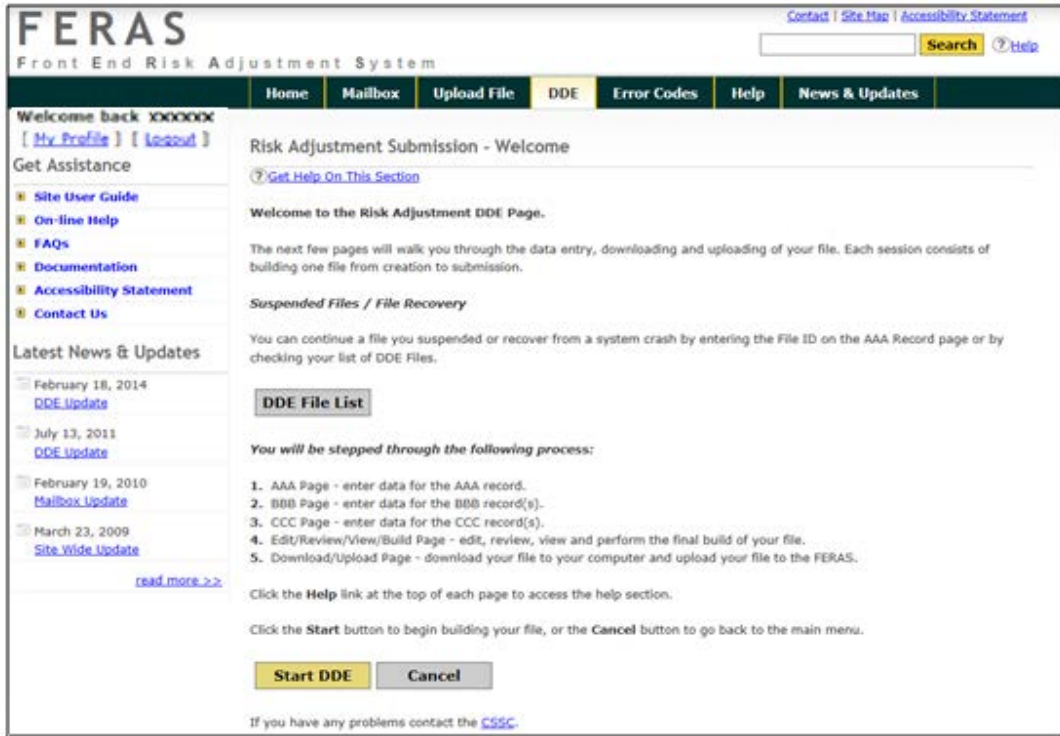 FERAS
Front End Risk Adjustment System
Contact | Site Map | Accessibility Statement
Search ? Help
Home Mailbox Upload File DDE Error Codes Help News & Updates
Welcome back xxxxxx
[ My Profile ] [ Logout ]
Get Assistance
Site User Guide
On-line Help
FAQs
Documentation
Accessibility Statement
Contact Us
Latest News & Updates
February 18, 2014
DDE Update
July 13, 2011
DDE Update
February 19, 2010
Mailbox Update
March 23, 2009
Site Wide Update
read more >>
Risk Adjustment Submission - Welcome
? Get Help On This Section
Welcome to the Risk Adjustment DDE Page.
The next few pages will walk you through the data entry, downloading and uploading of your file. Each session consists of
building one file from creation to submission.
Suspended Files / File Recovery
You can continue a file you suspended or recover from a system crash by entering the File ID on the AAA Record page or by
checking your list of DDE Files.
DDE File List
You will be stepped through the following process:
1. AAA Page - enter data for the AAA record.
2. BBB Page - enter data for the BBB record(s).
3. CCC Page - enter data for the CCC record(s).
4. Edit/Review/View/Build Page - edit, review, view and perform the final build of your file.
5. Download/Upload Page - download your file to your computer and upload your file to the FERAS.
Click the Help link at the top of each page to access the help section.
Click the Start button to begin building your file, or the Cancel button to go back to the main menu.
Start DDE Cancel
If you have any problems contact the CSSC.